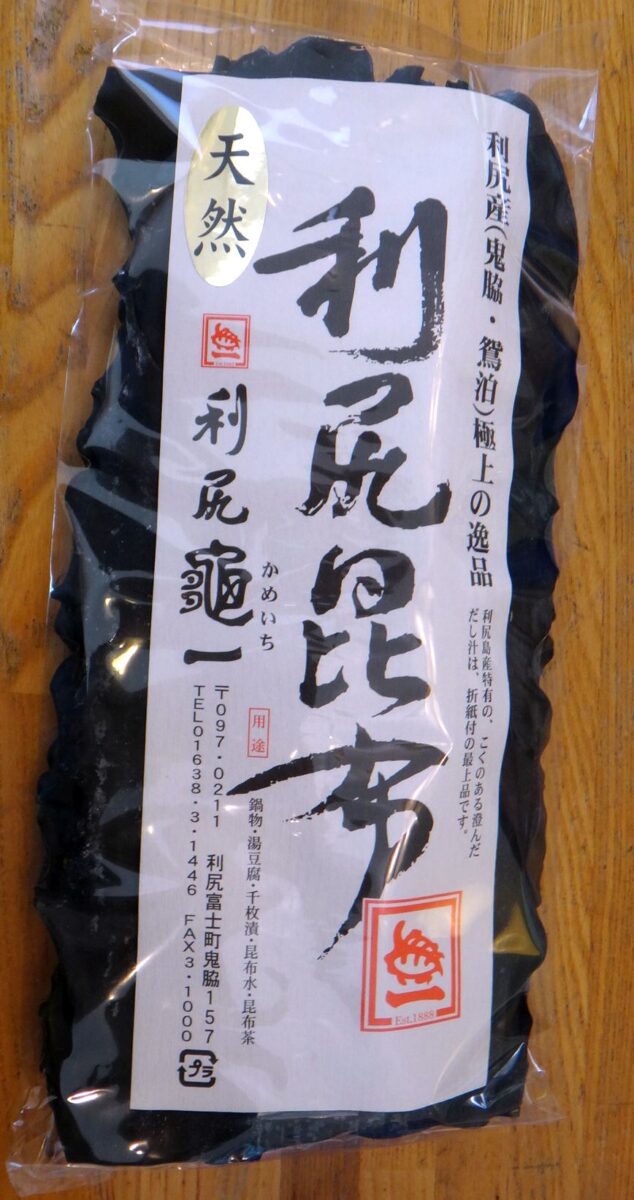 利尻産(鬼脇・鴛泊)極上の逸品
利尻島産特有の、こくのある澄んだ
だし汁は、折紙付の最上品です。
利尻昆布
亀一
Est.1888
用途
鍋物・湯豆腐・千枚漬・昆布水・昆布茶
天然
利尻龜一
かめいち
〒097・0211 利尻富士町鬼脇157
TEL01638・3・1446 FAX3・1000
プラ